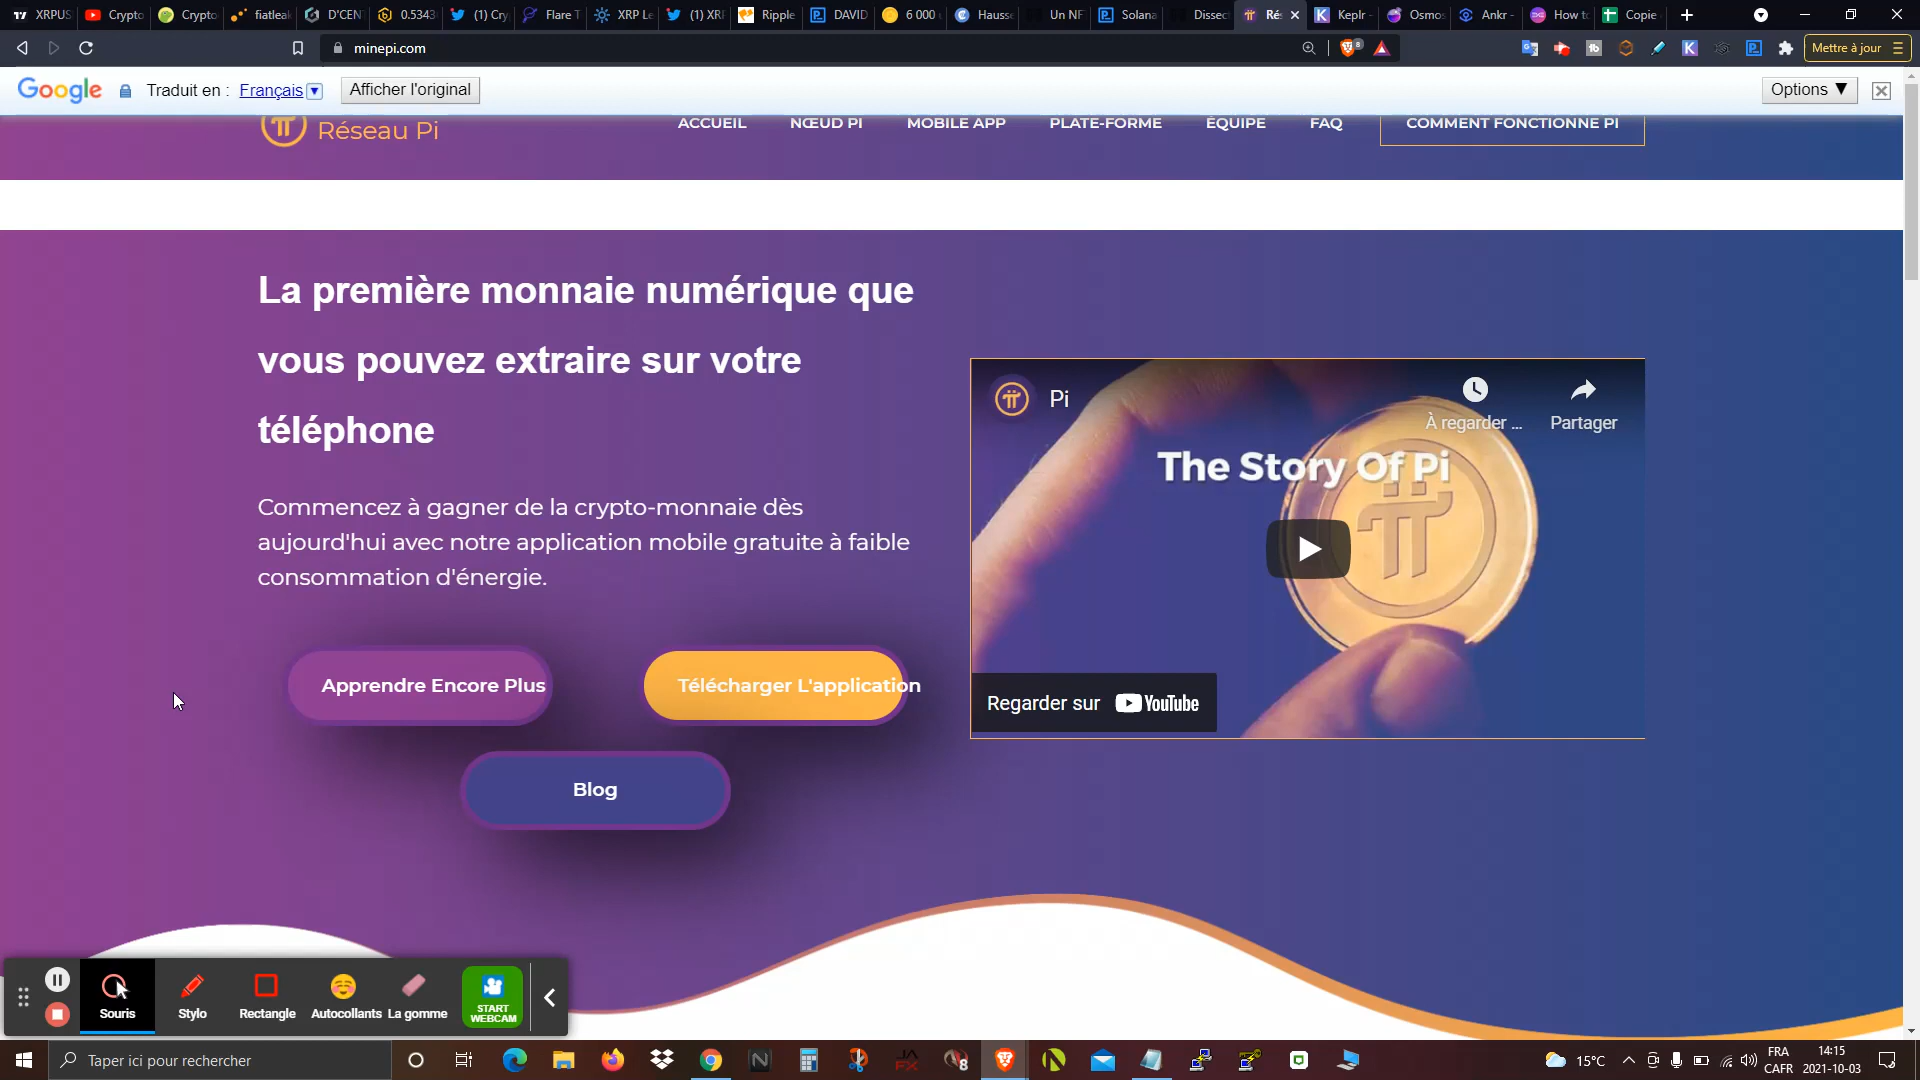 XRPUS
Crypto
Crypto
fiatleak
D'CEN
0.5343
(1) Cry
Flare T
XRP Le
(1) XRP
Ripple
DAVID
6 000
Hausse
Un NF
Solana
Dissec
Rés
Keplr -
Osmos
Ankr -
How to
Copie
minepi.com
Mettre à jour
Google Traduit en : Français Afficher l'original Options
Réseau Pi ACCUEIL NŒUD PI MOBILE APP PLATE-FORME ÉQUIPE FAQ COMMENT FONCTIONNE PI
La première monnaie numérique que
vous pouvez extraire sur votre
téléphone
Commencez à gagner de la crypto-monnaie dès
aujourd'hui avec notre application mobile gratuite à faible
consommation d'énergie.
Apprendre Encore Plus
Télécharger L'application
Blog
Pi
À regarder ...
Partager
The Story Of Pi
Regarder sur YouTube
Souris
Stylo
Rectangle
Autocollants
La gomme
START
WEBCAM
Taper ici pour rechercher
15°C
FRA
CAFR
14:15
2021-10-03